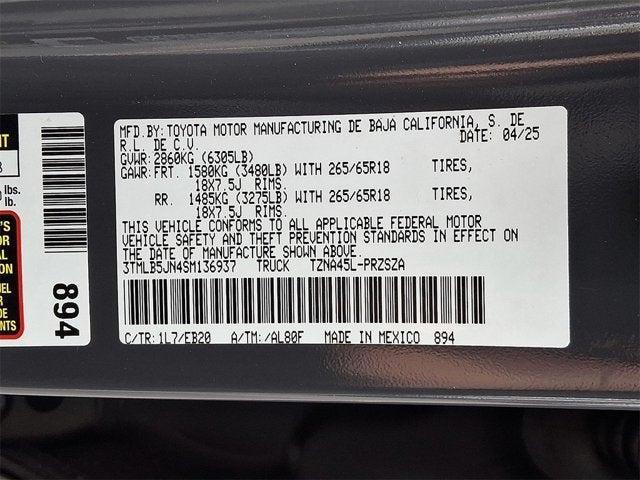 MFD.BY:TOYOTA MOTOR MANUFACTURING DE BAJA CALIFORNIA, S. DE
R.L. DE C.V. DATE: 04/25
GVWR:2860KG (6305LB)
GAWR:FRT. 1580KG (3480LB) WITH 265/65R18 TIRES,
18X7.5J RIMS.
RR. 1485KG (3275LB) WITH 265/65R18 TIRES,
18X7.5J RIMS.
THIS VEHICLE CONFORMS TO ALL APPLICABLE FEDERAL MOTOR
VEHICLE SAFETY AND THEFT PREVENTION STANDARDS IN EFFECT ON
THE DATE OF MANUFACTURE SHOWN ABOVE.
3TMLB5JN4SM136937 TRUCK TZNA45L-PRZSZA
C/TR:1L7/EB20 A/TM:/AL80F MADE IN MEXICO 894
lbs.
lb.
894